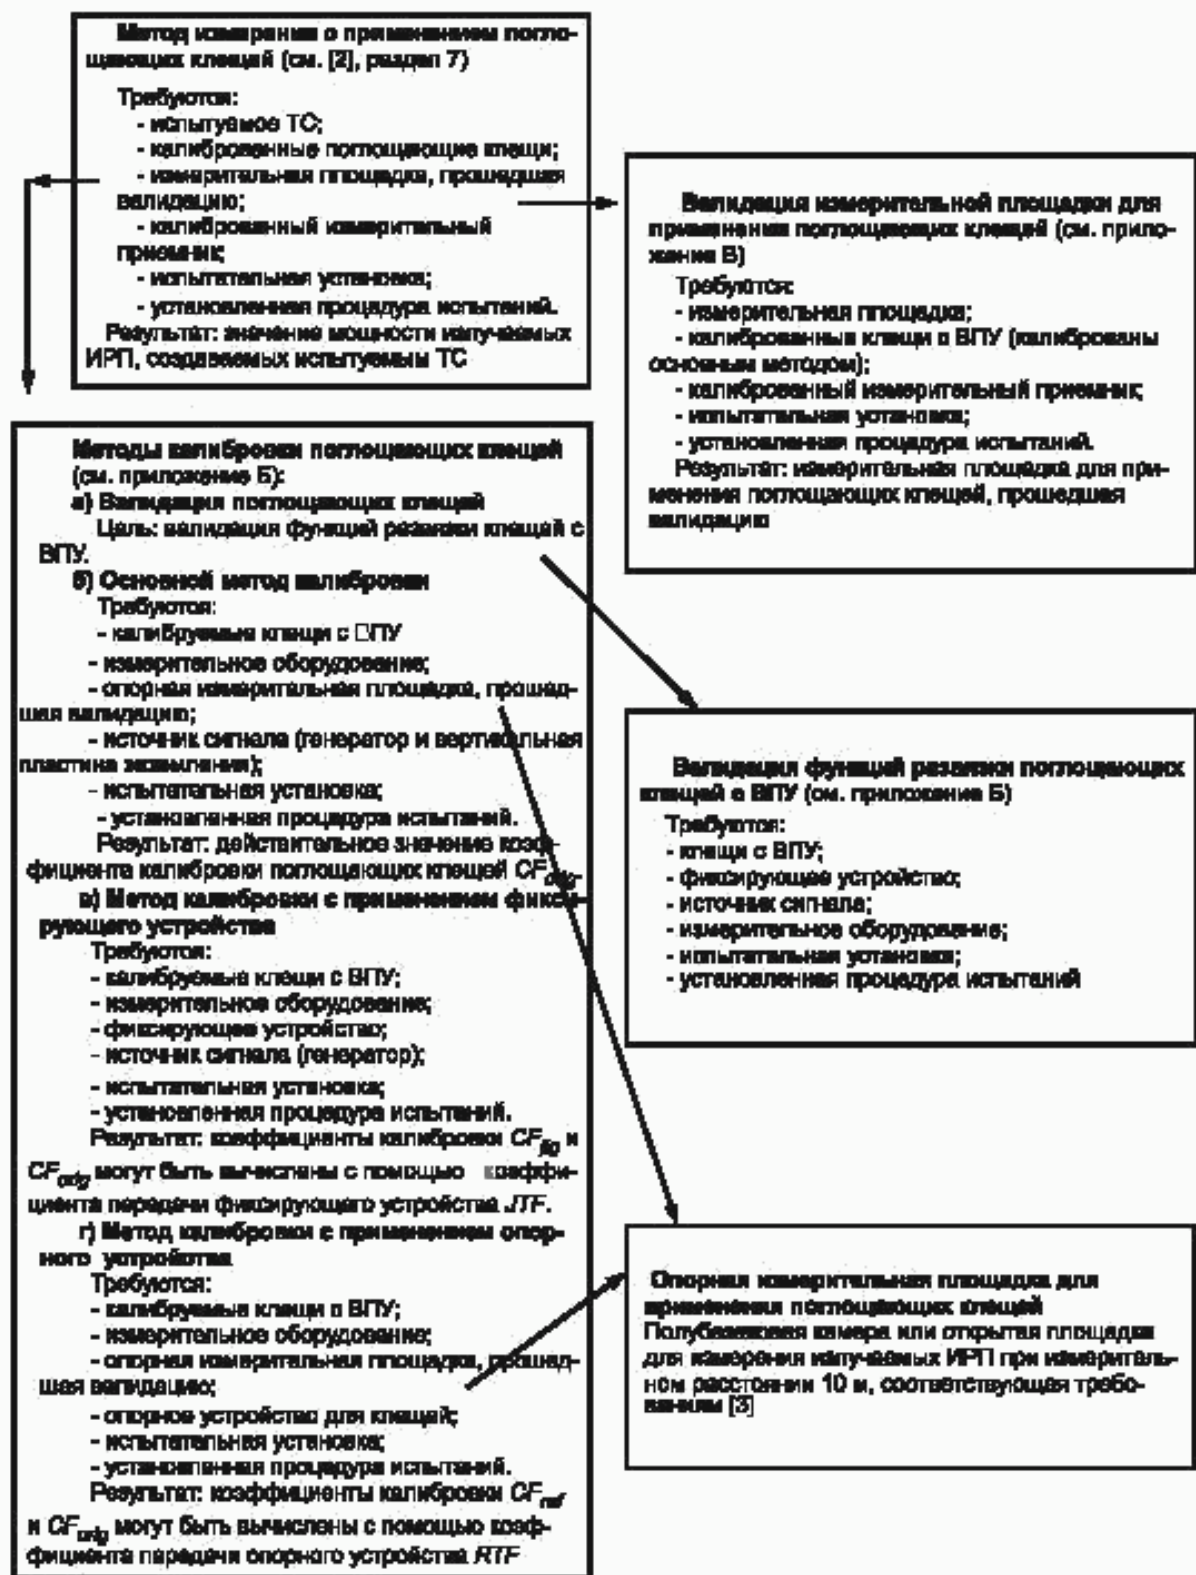 Метод измерения с применением погло-
щающих клещей (см. [2], раздел 7)
Требуются:
- испытуемое ТС;
- калиброванные поглощающие клещи;
- измерительная площадка, прошедшая
валидацию;
- калиброванный измерительный
приемник;
- испытательная установка;
- установленная процедура испытаний.
Результат: значение мощности излучаемых
ИРП, создаваемых испытуемым ТС
Валидация измерительной площадки для
применения поглощающих клещей (см. прило-
жение В)
Требуются:
- измерительная площадка;
- калиброванные клещи с ВПУ (калиброваны
основным методом);
- калиброванный измерительный приемник;
- испытательная установка;
- установленная процедура испытаний.
Результат: измерительная площадка для при-
менения поглощающих клещей, прошедшая
валидацию
Методы калибровки поглощающих клещей
(см. приложение Б):
а) Валидация поглощающих клещей
Цель: валидация функций развязки клещей с
ВПУ.
б) Основной метод калибровки
Требуются:
- калибруемые клещи с ВПУ
- измерительное оборудование;
- опорная измерительная площадка, прошед-
шая валидацию;
- источник сигнала (генератор и вертикальная
пластина заземления);
- испытательная установка;
- установленная процедура испытаний.
Результат: действительное значение коэф-
фициента калибровки поглощающих клещей CForig.
в) Метод калибровки с применением фикси-
рующего устройства
Требуются:
- калибруемые клещи с ВПУ;
- измерительное оборудование;
- фиксирующее устройство;
- источник сигнала (генератор);
- испытательная установка;
- установленная процедура испытаний.
Результат: коэффициенты калибровки CFjig и
CForig могут быть вычислены с помощью коэффи-
циента передачи фиксирующего устройства JTF.
г) Метод калибровки с применением опор-
ного устройства
Требуются:
- калибруемые клещи с ВПУ;
- измерительное оборудование;
- опорная измерительная площадка, прошед-
шая валидацию;
- опорное устройство для клещей;
- испытательная установка;
- установленная процедура испытаний.
Результат: коэффициенты калибровки CFref
и CForig могут быть вычислены с помощью коэф-
фициента передачи опорного устройства RTF
Валидация функций развязки поглощающих
клещей с ВПУ (см. приложение Б)
Требуются:
- клещи с ВПУ;
- фиксирующее устройство;
- источник сигнала;
- измерительное оборудование;
- испытательная установка;
- установленная процедура испытаний
Опорная измерительная площадка для
применения поглощающих клещей
Полубезэховая камера или открытая площадка
для измерения излучаемых ИРП при измеритель-
ном расстоянии 10 м, соответствующая требо-
ваниям [3]